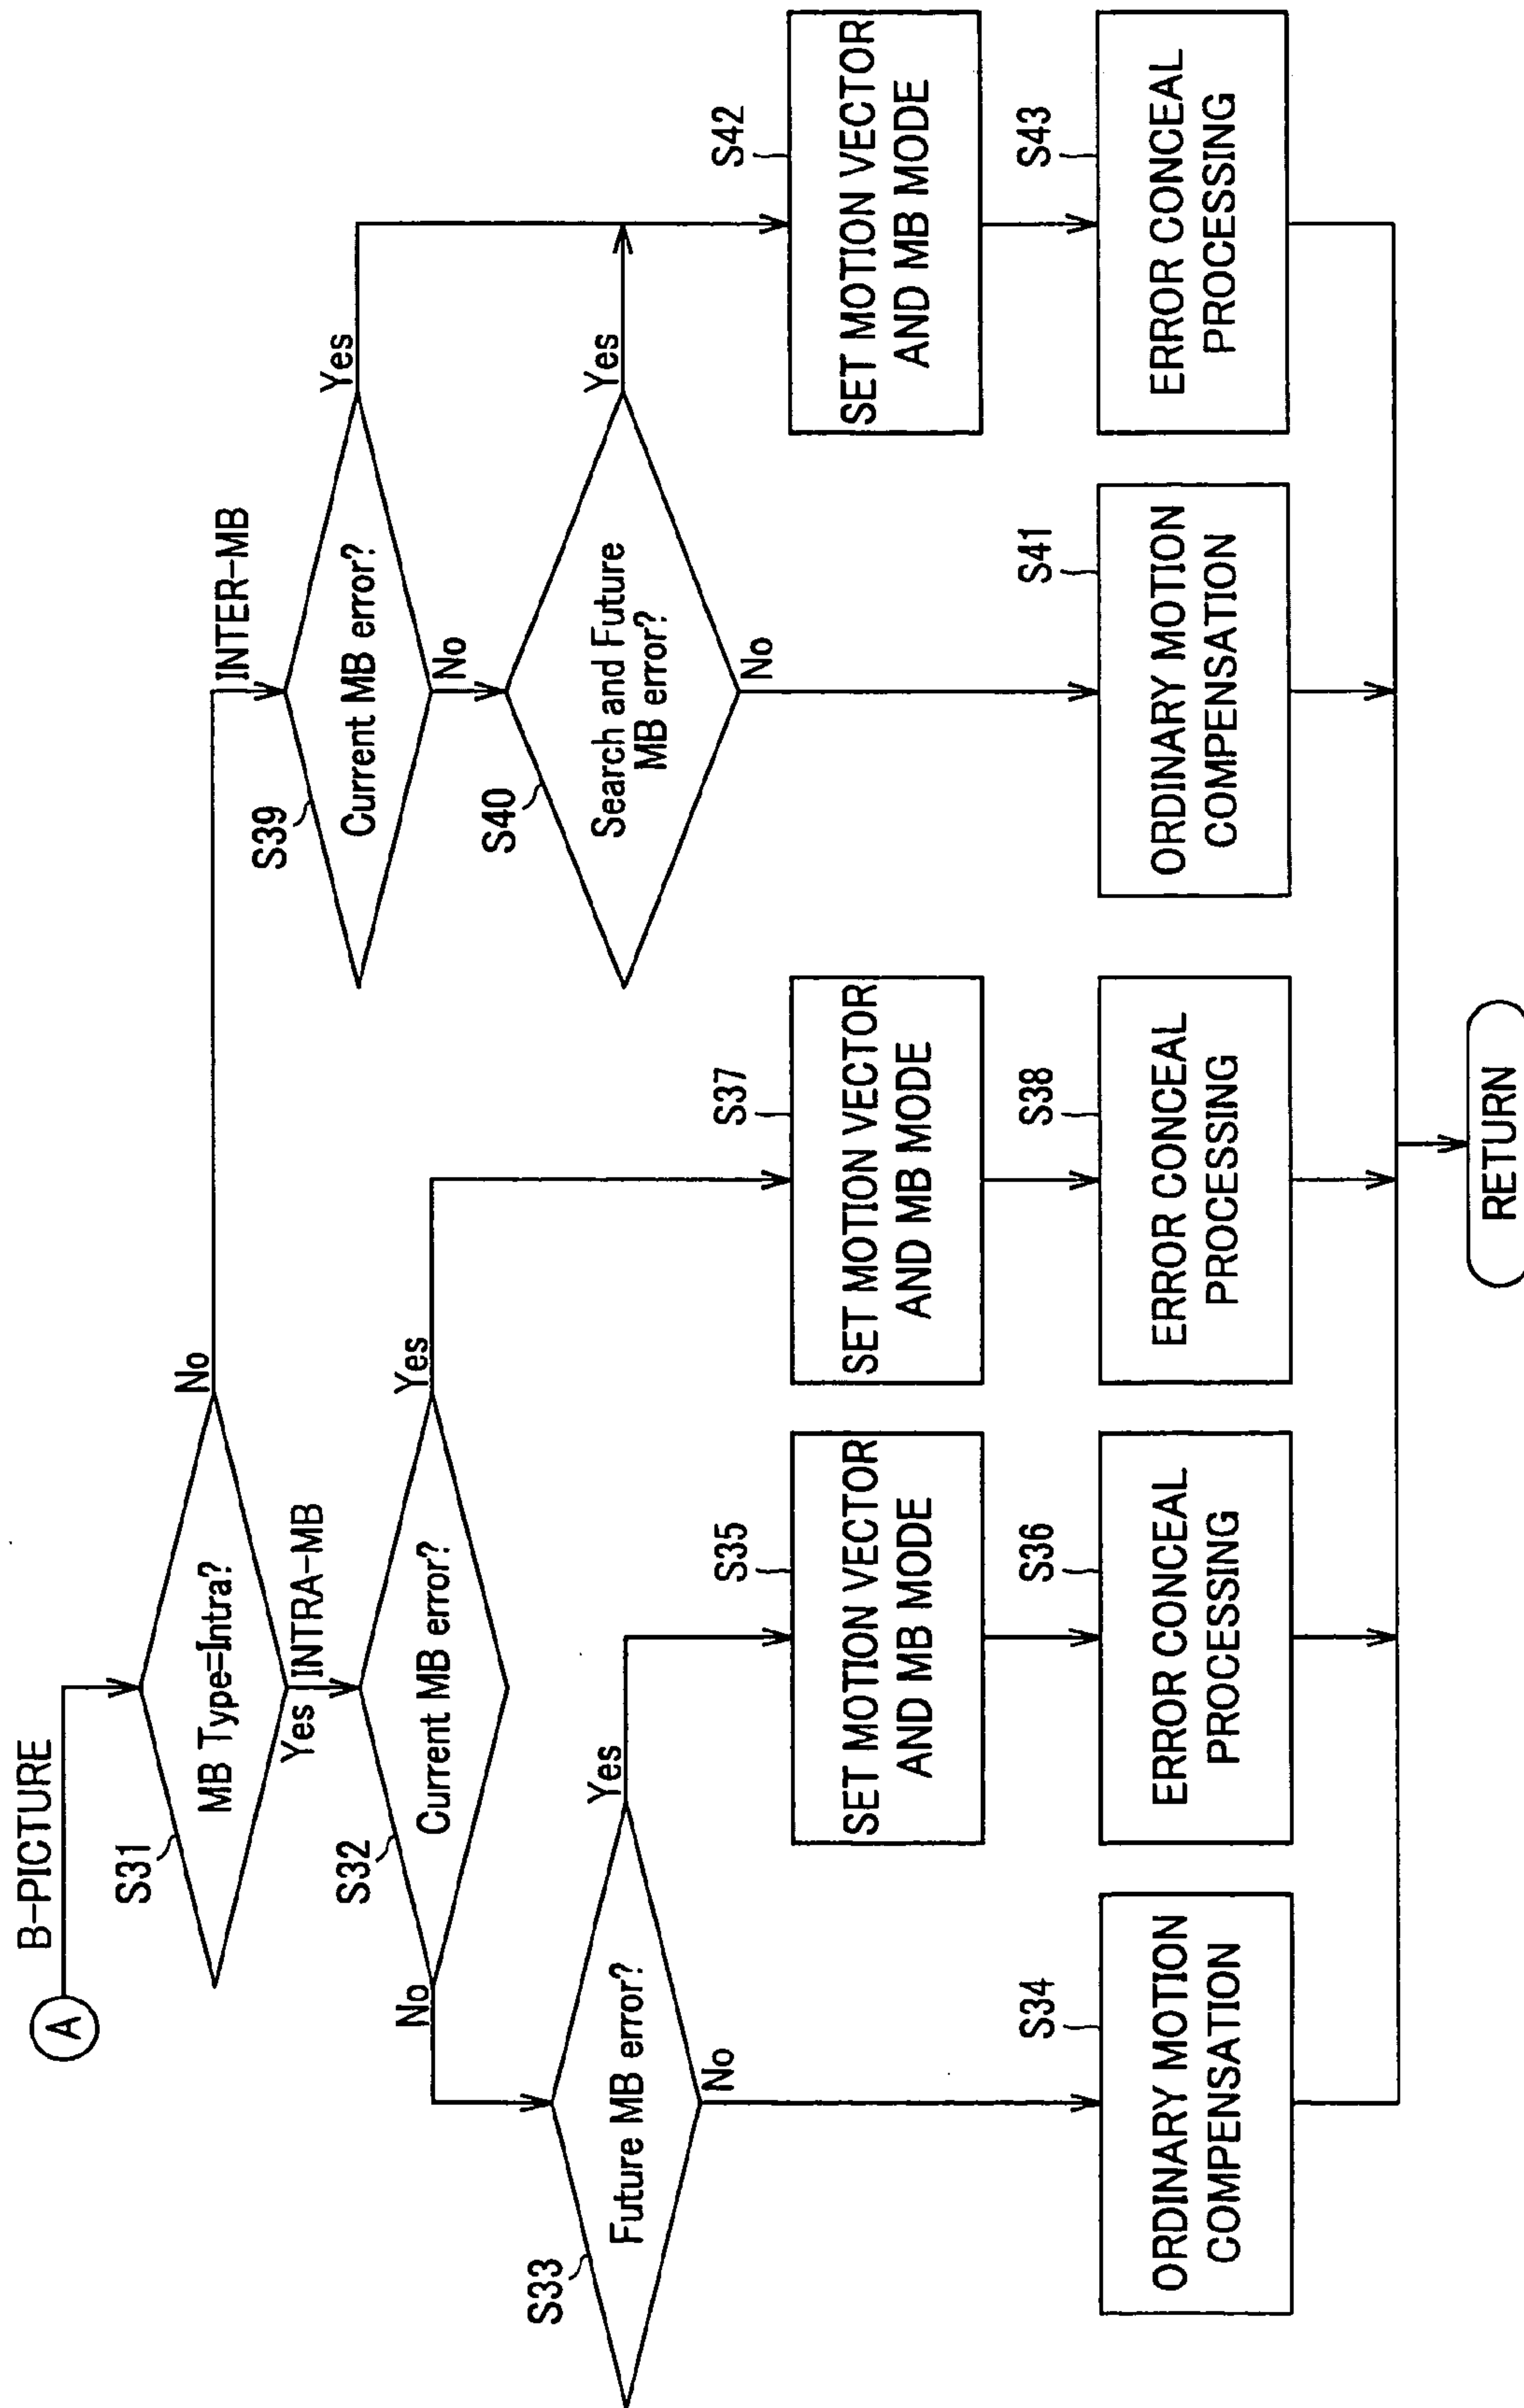 A
B-PICTURE
S31
MB Type=Intra?
No
Yes
INTRA-MB
INTER-MB
S32
Current MB error?
No
Yes
S33
Future MB error?
Yes
No
S34
ORDINARY MOTION
COMPENSATION
S35
SET MOTION VECTOR
AND MB MODE
S36
ERROR CONCEAL
PROCESSING
S37
SET MOTION VECTOR
AND MB MODE
S38
ERROR CONCEAL
PROCESSING
S39
Current MB error?
Yes
No
S40
Search and Future
MB error?
Yes
No
S41
ORDINARY MOTION
COMPENSATION
S42
SET MOTION VECTOR
AND MB MODE
S43
ERROR CONCEAL
PROCESSING
RETURN